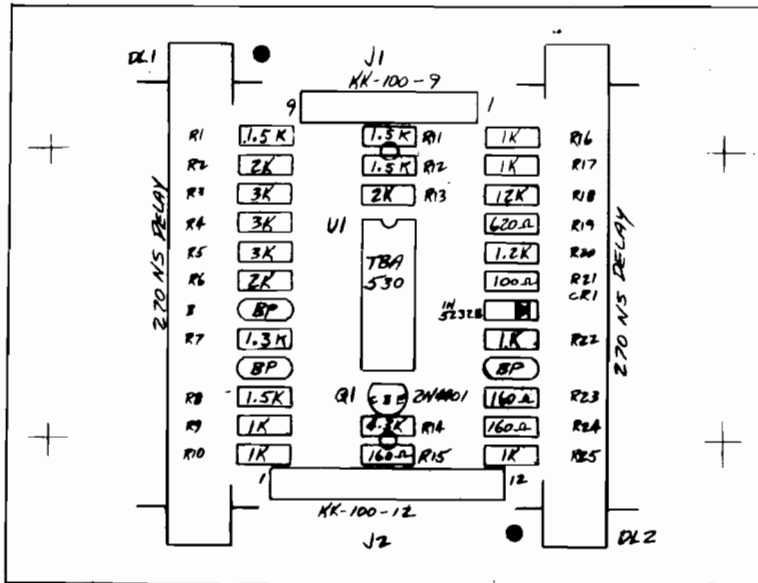 DL1
J1
KK-100-9
9
1
R1 1.5K 1.5K R11 1K R16
R2 2K 1.5K R12 1K R17
R3 3K 2K R13 12K R18
R4 3K U1 620Ω R19
R5 3K TBA 1.2K R20
R6 2K 530 100Ω R21
CR1
BP 1N
5232B
R7 1.3K 1K R22
BP BP
R8 1.5K Q1 C B E 2N4401 160Ω R23
R9 1K R14 160Ω R24
R10 1K 160Ω R15 1K R25
1
12
KK-100-12
J2
DL2
270 NS DELAY
270 NS DELAY